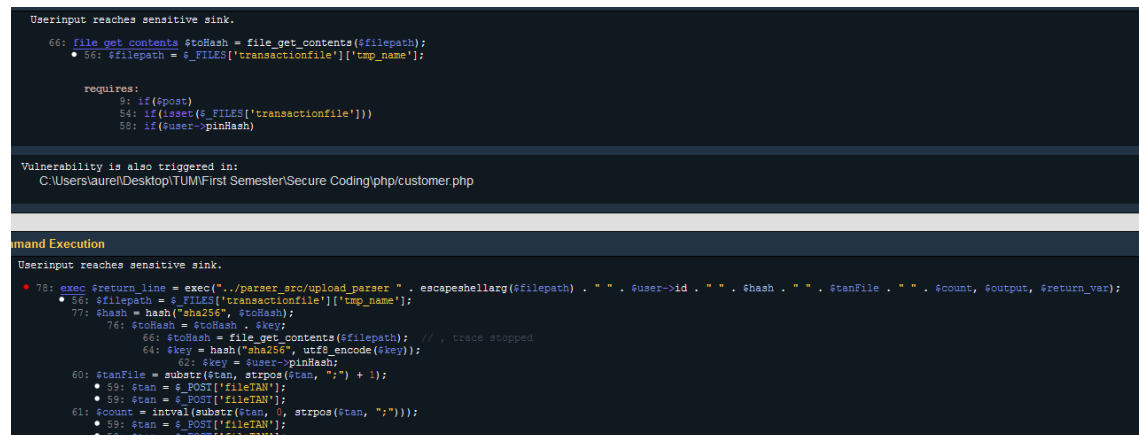 Userinput reaches sensitive sink.
66: file_get_contents $toHash = file_get_contents($filepath);
• 56: $filepath = $_FILES['transactionfile']['tmp_name'];
requires:
9: if($post)
54: if(isset($_FILES['transactionfile']))
58: if($user->pinHash)
Vulnerability is also triggered in:
C:\Users\aurel\Desktop\TUM\First Semester\Secure Coding\php/customer.php
mmand Execution
Userinput reaches sensitive sink.
• 78: exec $return_line = exec("../parser_src/upload_parser " . escapeshellarg($filepath) . " " . $user->id . " " . $hash . " " . $tanFile . " " . $count, $output, $return_var);
• 56: $filepath = $_FILES['transactionfile']['tmp_name'];
77: $hash = hash("sha256", $toHash);
76: $toHash = $toHash . $key;
66: $toHash = file_get_contents($filepath); // , trace stopped
64: $key = hash("sha256", utf8_encode($key));
62: $key = $user->pinHash;
60: $tanFile = substr($tan, strpos($tan, ";") + 1);
• 59: $tan = $_POST['fileTAN'];
• 59: $tan = $_POST['fileTAN'];
61: $count = intval(substr($tan, 0, strpos($tan, ";")));
• 59: $tan = $_POST['fileTAN'];
• 59: $tan = $_POST['fileTAN'];